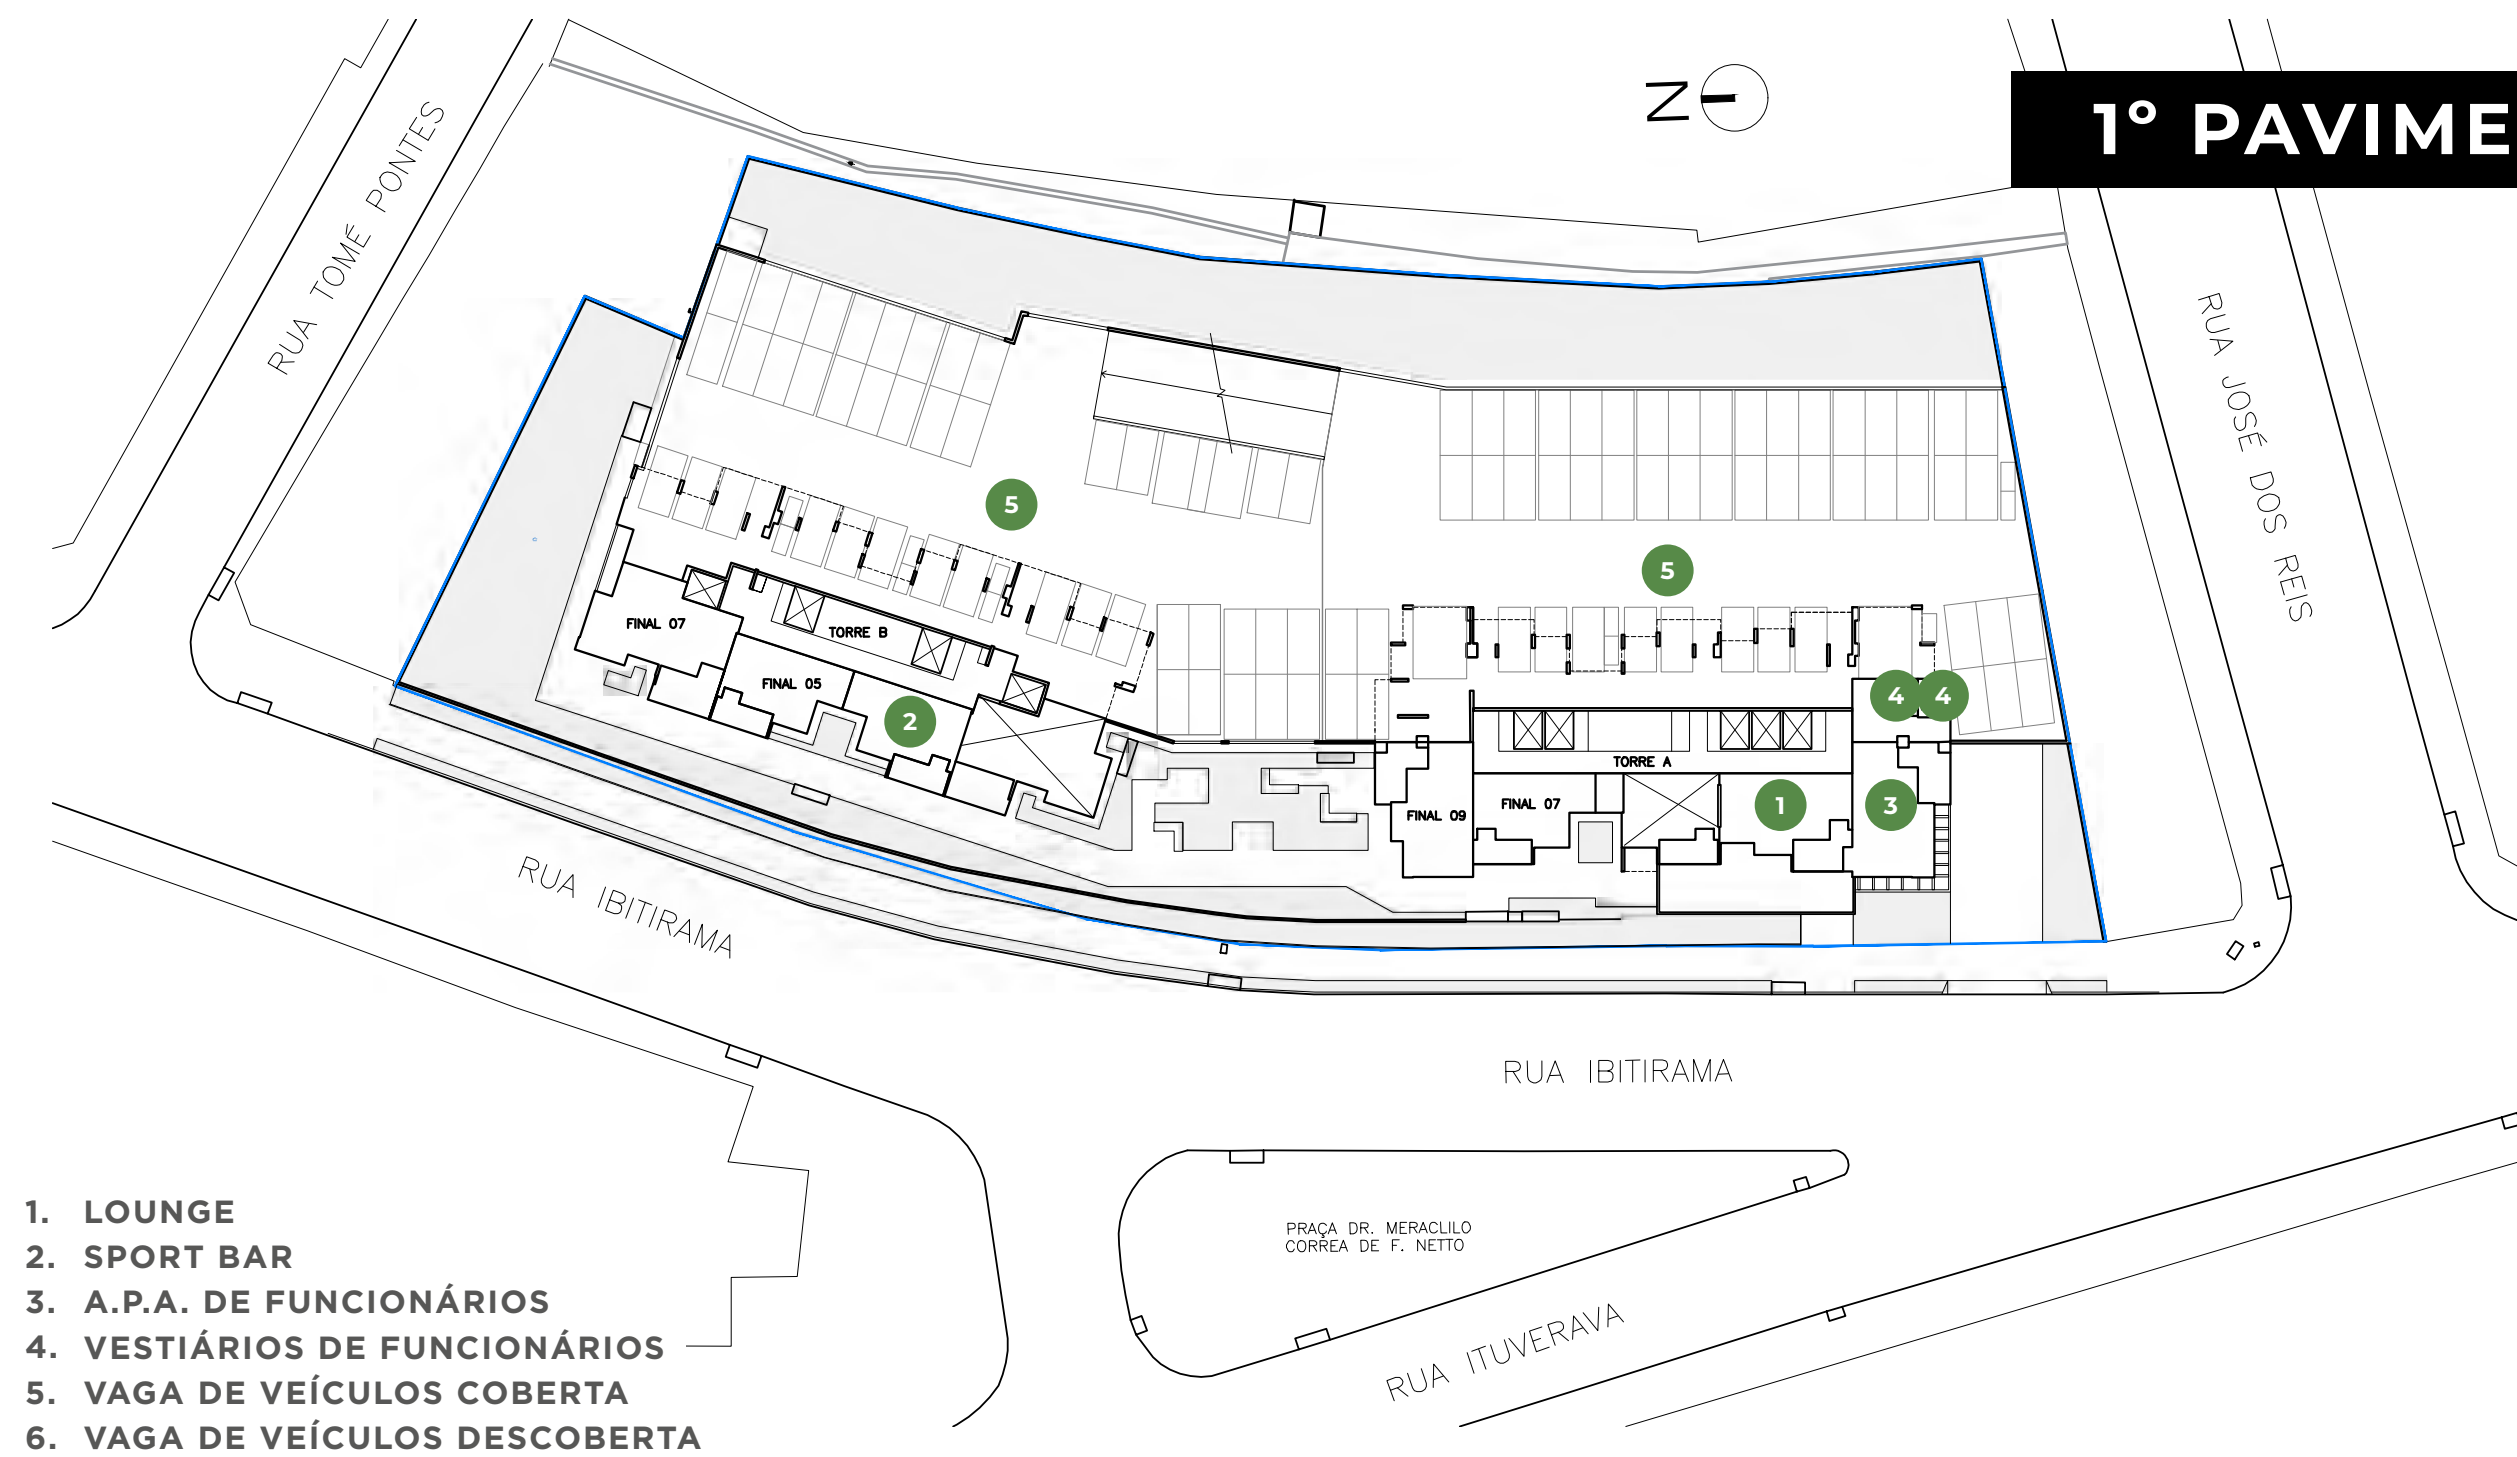 1º PAVIME
N
RUA TOMÉ PONTES
RUA JOSÉ DOS REIS
5
5
FINAL 07
TORRE B
FINAL 05
2
4
4
TORRE A
FINAL 09
FINAL 07
1
3
RUA IBITIRAMA
RUA IBITIRAMA
PRAÇA DR. MERACLILO
CORREA DE F. NETTO
RUA ITUVERAVA
1. LOUNGE
2. SPORT BAR
3. A.P.A. DE FUNCIONÁRIOS
4. VESTIÁRIOS DE FUNCIONÁRIOS
5. VAGA DE VEÍCULOS COBERTA
6. VAGA DE VEÍCULOS DESCOBERTA